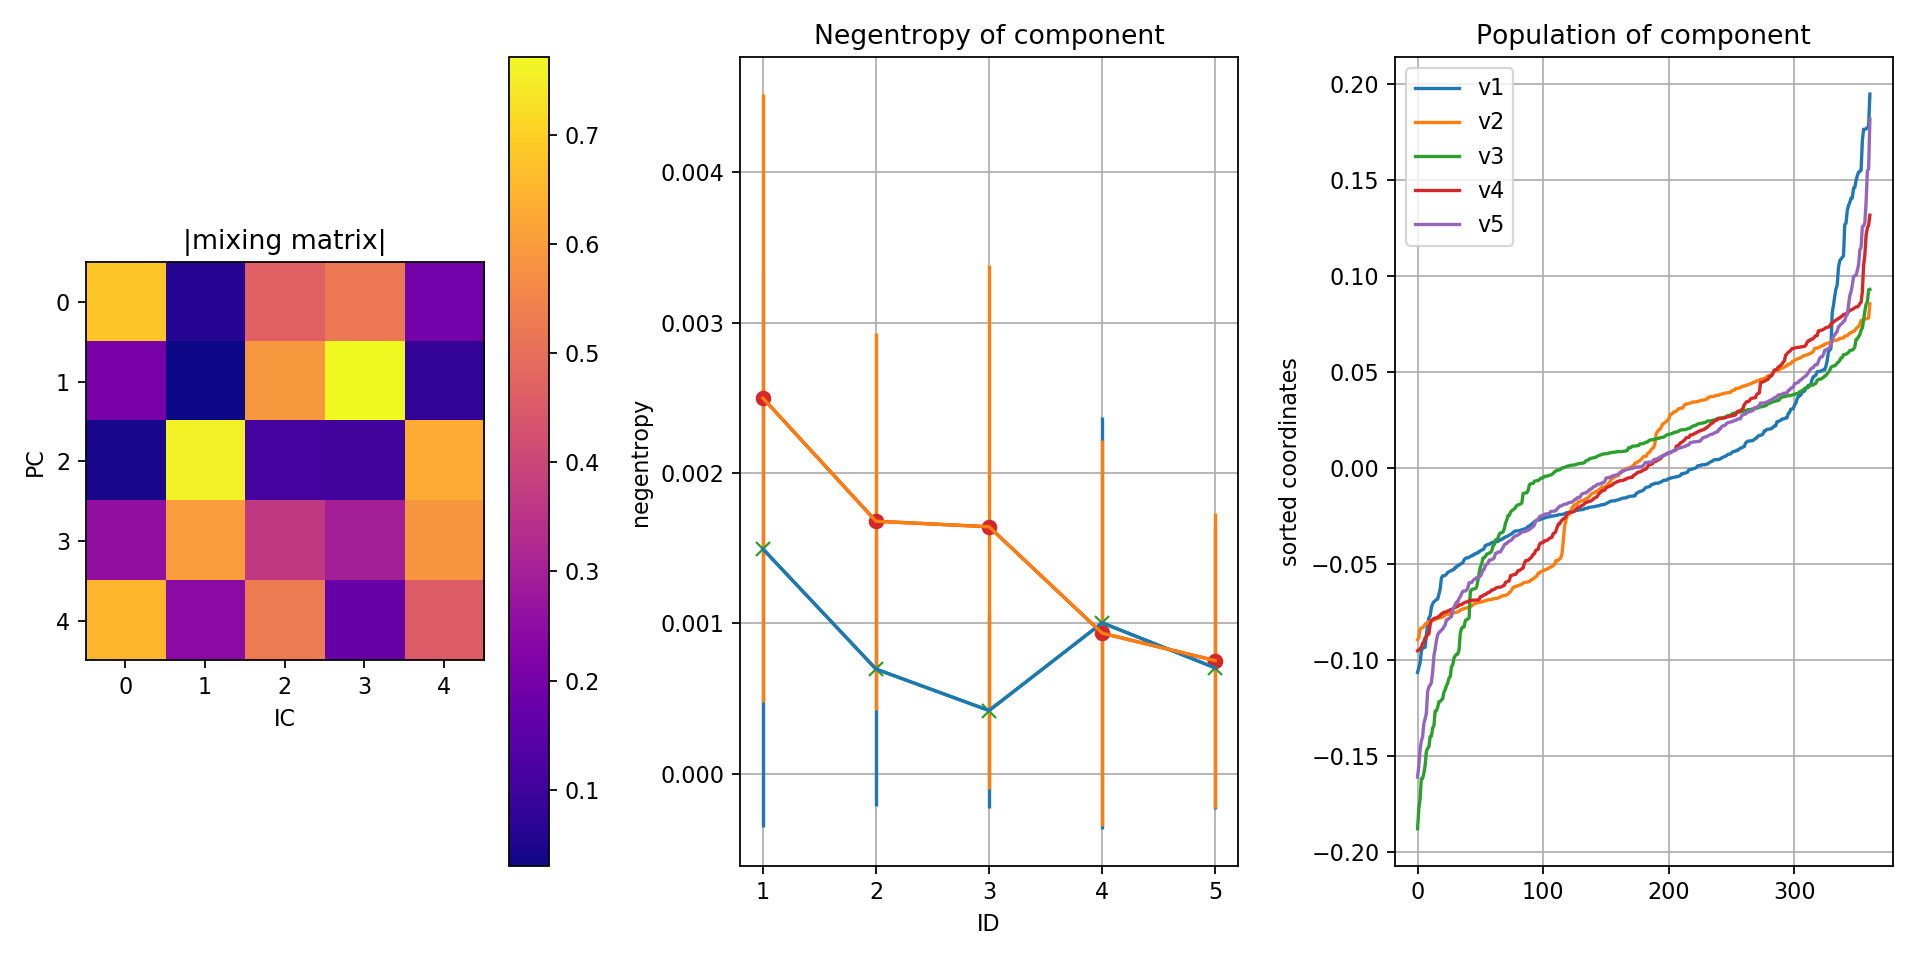 |mixing matrix|
PC
0
1
2
3
4
0 1 2 3 4
IC
0.7
0.6
0.5
0.4
0.3
0.2
0.1
Negentropy of component
negentropy
0.004
0.003
0.002
0.001
0.000
1 2 3 4 5
ID
Population of component
sorted coordinates
0.20
0.15
0.10
0.05
0.00
−0.05
−0.10
−0.15
−0.20
v1
v2
v3
v4
v5
0 100 200 300